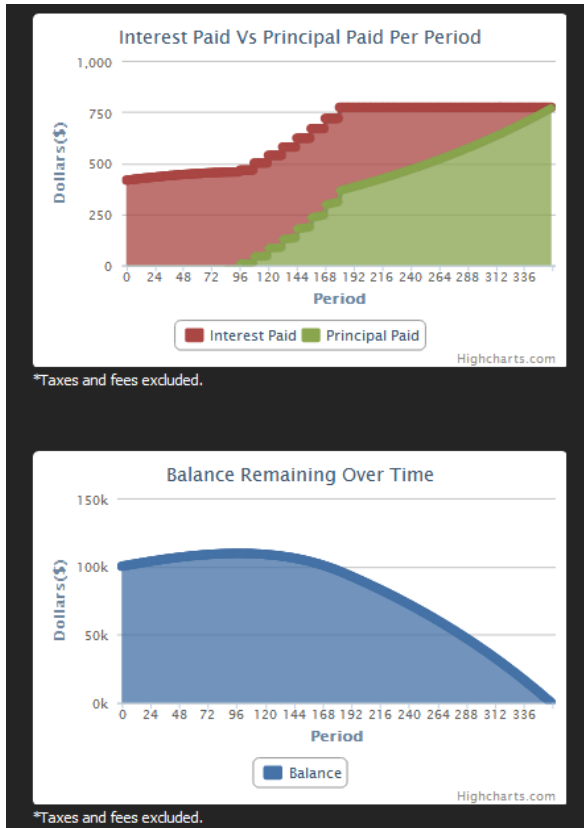 Interest Paid Vs Principal Paid Per Period
1,000
750
500
250
0
Dollars($)
0 24 48 72 96 120 144 168 192 216 240 264 288 312 336
Period
Interest Paid Principal Paid
Highcharts.com
*Taxes and fees excluded.
Balance Remaining Over Time
150k
100k
50k
0k
Dollars($)
0 24 48 72 96 120 144 168 192 216 240 264 288 312 336
Period
Balance
Highcharts.com
*Taxes and fees excluded.